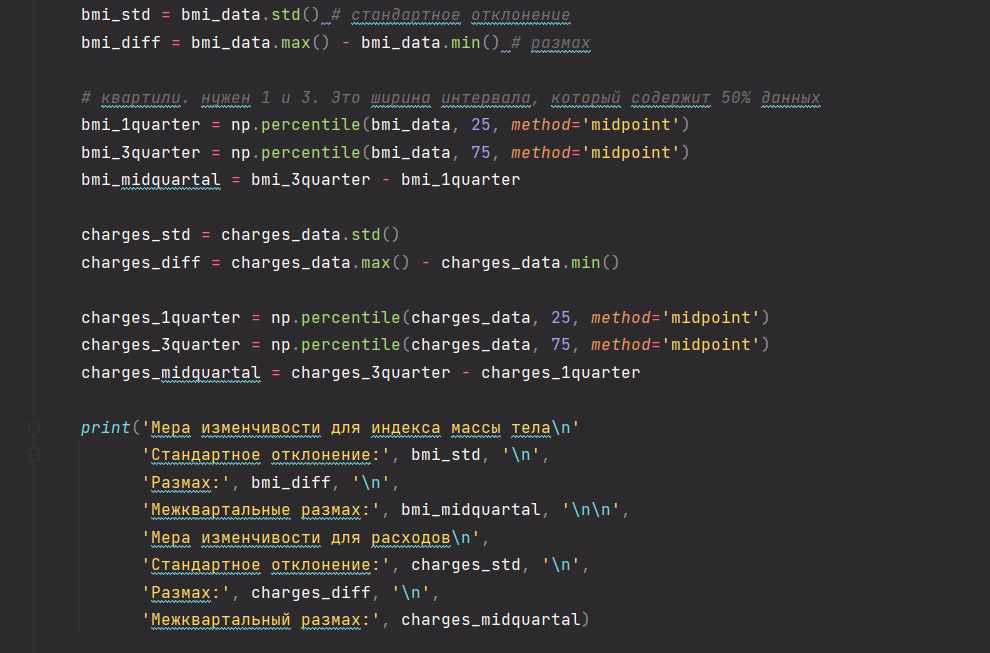 bmi_std = bmi_data.std() # стандартное отклонение
bmi_diff = bmi_data.max() - bmi_data.min() # размах
# квартили. нужен 1 и 3. Это ширина интервала, который содержит 50% данных
bmi_1quarter = np.percentile(bmi_data, 25, method='midpoint')
bmi_3quarter = np.percentile(bmi_data, 75, method='midpoint')
bmi_midquartal = bmi_3quarter - bmi_1quarter
charges_std = charges_data.std()
charges_diff = charges_data.max() - charges_data.min()
charges_1quarter = np.percentile(charges_data, 25, method='midpoint')
charges_3quarter = np.percentile(charges_data, 75, method='midpoint')
charges_midquartal = charges_3quarter - charges_1quarter
print('Мера изменчивости для индекса массы тела\n'
'Стандартное отклонение:', bmi_std, '\n',
'Размах:', bmi_diff, '\n',
'Межквартальные размах:', bmi_midquartal, '\n\n',
'Мера изменчивости для расходов\n',
'Стандартное отклонение:', charges_std, '\n',
'Размах:', charges_diff, '\n',
'Межквартальный размах:', charges_midquartal)